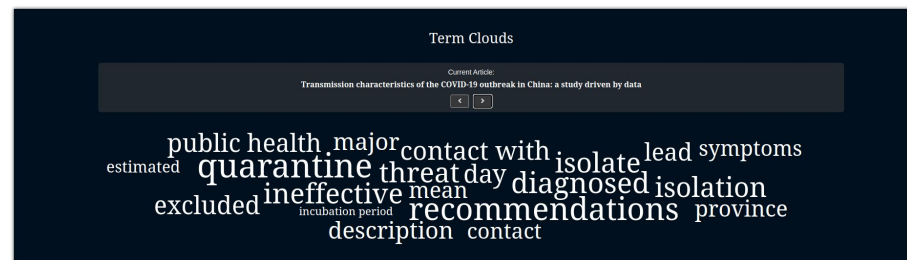 Term Clouds
Current Article:
Transmission characteristics of the COVID-19 outbreak in China: a study driven by data
public health major contact with isolate lead symptoms
estimated quarantine threat day diagnosed isolation
excluded ineffective mean recommendations province
incubation period
description contact